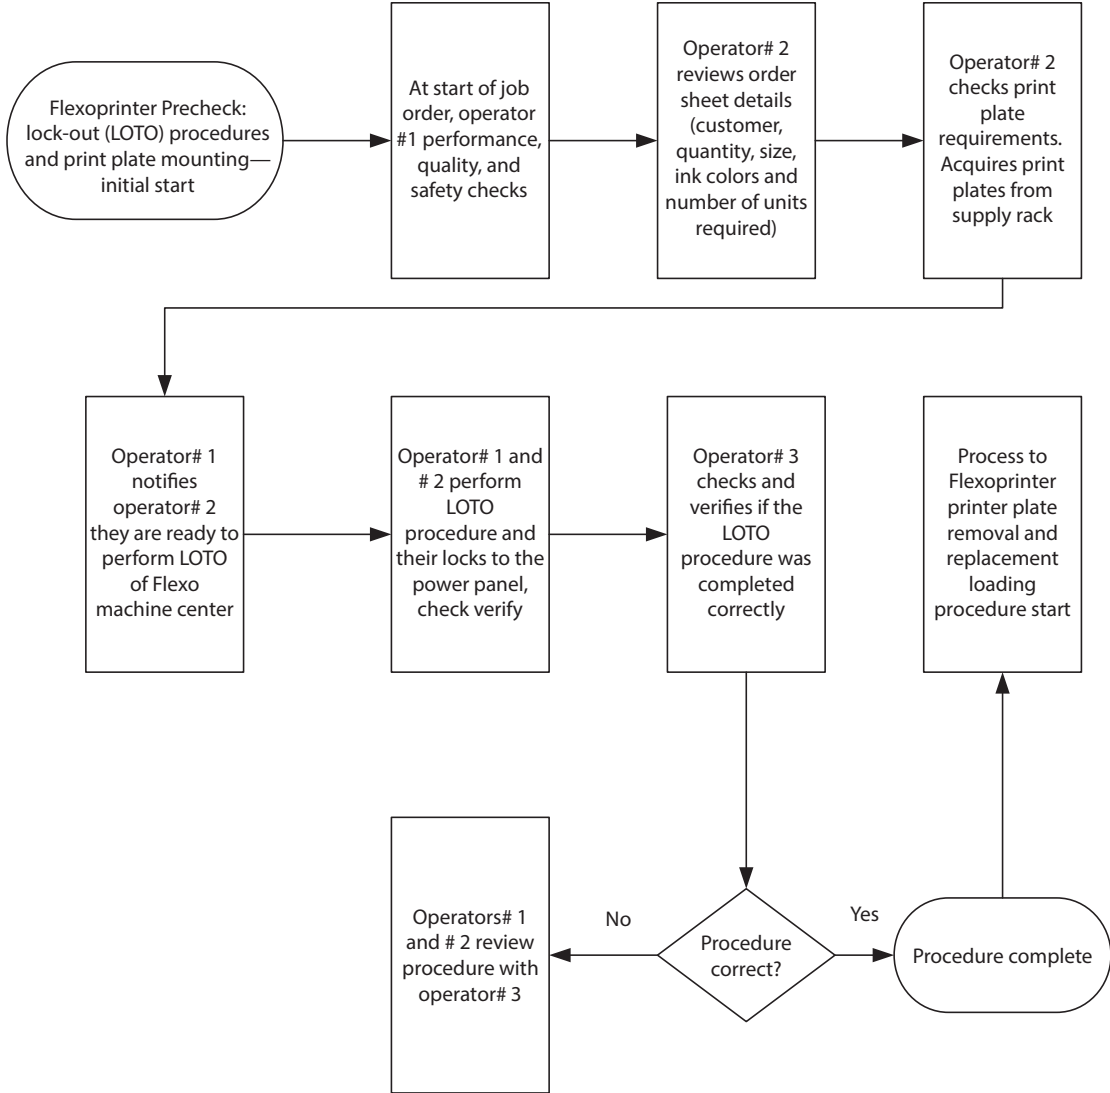 Flexoprinter Precheck:
lock-out (LOTO) procedures
and print plate mounting—
initial start
At start of job
order, operator
#1 performance,
quality, and
safety checks
Operator# 2
reviews order
sheet details
(customer,
quantity, size,
ink colors and
number of units
required)
Operator# 2
checks print
plate
requirements.
Acquires print
plates from
supply rack
Operator# 1
notifies
operator# 2
they are ready to
perform LOTO
of Flexo
machine center
Operator# 1 and
# 2 perform LOTO
procedure and
their locks to the
power panel,
check verify
Operator# 3
checks and
verifies if the
LOTO
procedure was
completed
correctly
Process to
Flexoprinter
printer plate
removal and
replacement
loading
procedure start
Operators# 1
and # 2 review
procedure with
operator# 3
No
Procedure
correct?
Yes
Procedure complete